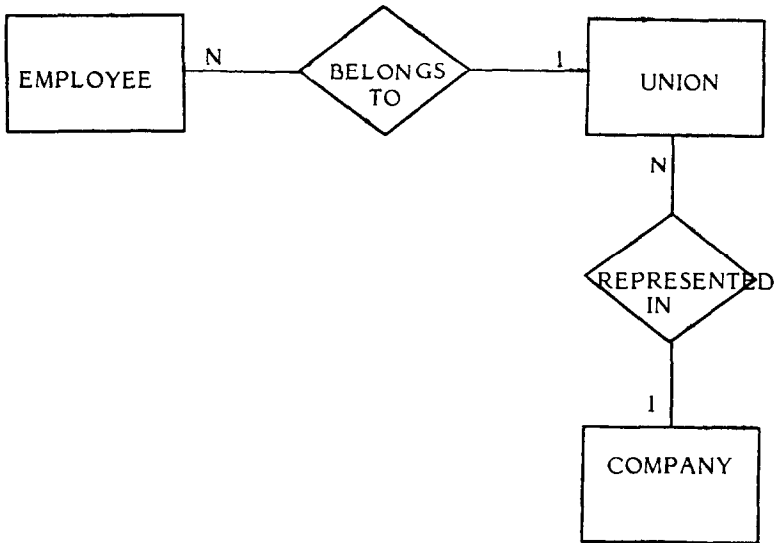 EMPLOYEE
N
BELONGS
TO
1
UNION
N
REPRESENTED
IN
1
COMPANY